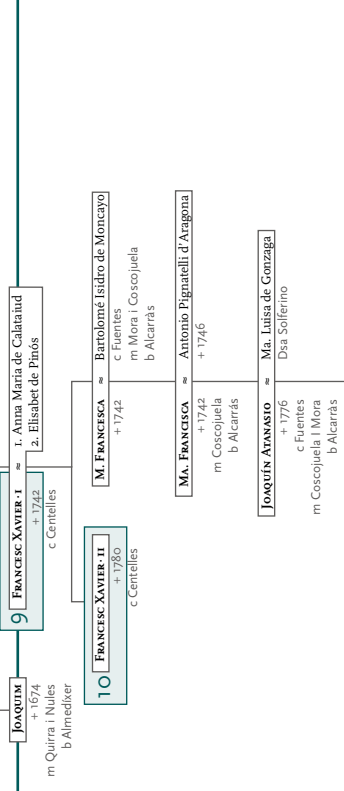 JOAQUIM
+ 1674
m Quirra i Nules
b Almedíxer
9 FRANCESC XAVIER · I ≈ 1. Anna Maria de Calataiud
2. Elisabet de Pinós
+ 1742
c Centelles
10 FRANCESC XAVIER · II
+ 1780
c Centelles
M. FRANCESCA ≈ Bartolomé Isidro de Moncayo
+ 1742 c Fuentes
m Mora i Coscojuela
b Alcarràs
MA. FRANCISCA ≈ Antonio Pignatelli d'Aragona
+ 1742 + 1746
m Coscojuela
b Alcarrás
JOAQUÍN ATANASIO ≈ Ma. Luisa de Gonzaga
+ 1776 Dsa Solferino
c Fuentes
m Coscojuela I Mora
b Alcarràs